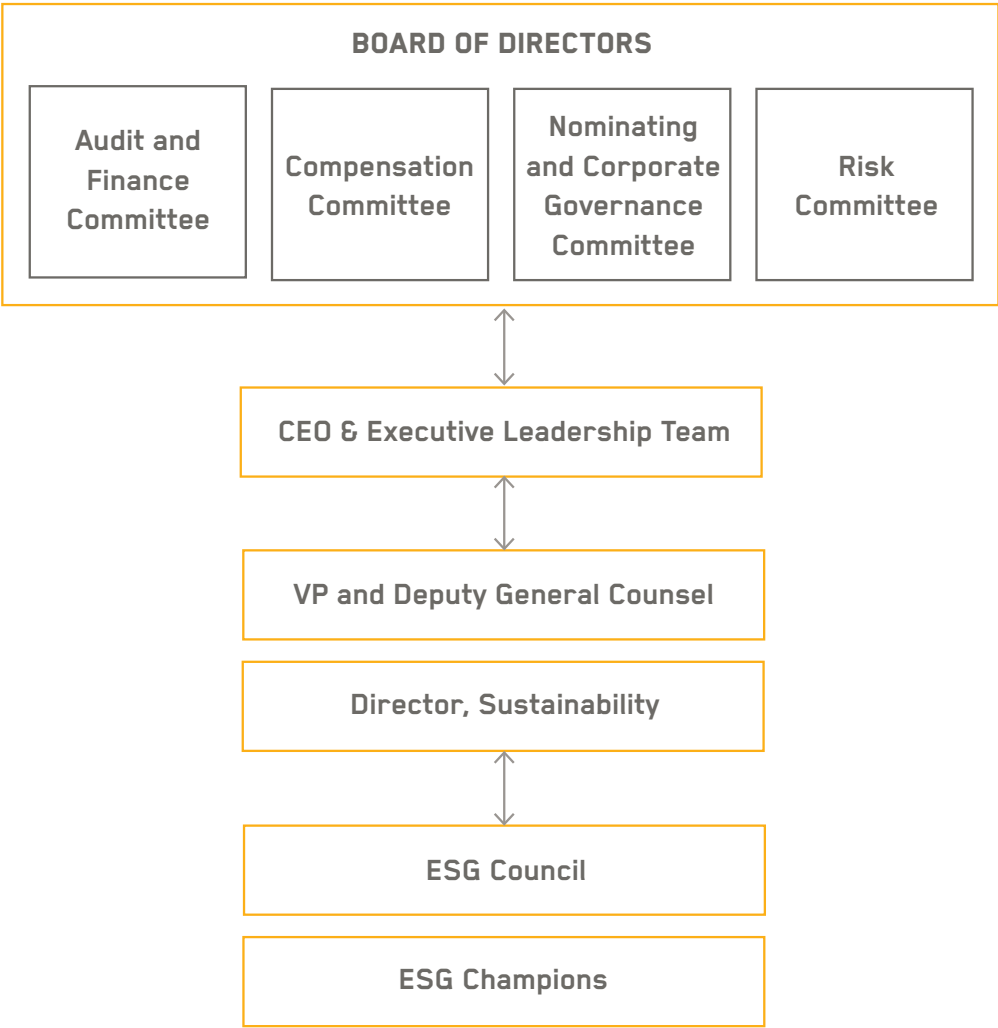 BOARD OF DIRECTORS
Audit and
Finance
Committee
Compensation
Committee
Nominating
and Corporate
Governance
Committee
Risk
Committee
CEO & Executive Leadership Team
VP and Deputy General Counsel
Director, Sustainability
ESG Council
ESG Champions